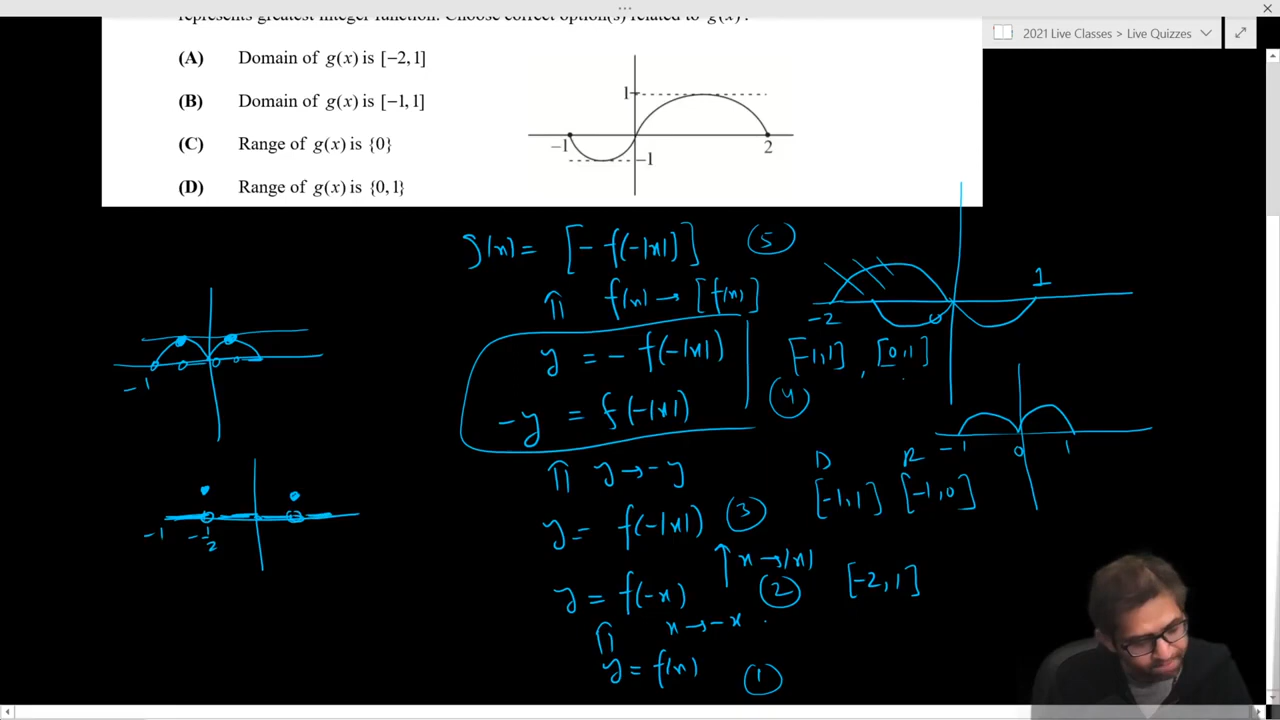 represents greatest integer function. Choose correct option(s) related to g(x).
2021 Live Classes > Live Quizzes
(A) Domain of g(x) is [−2, 1]
(B) Domain of g(x) is [−1, 1]
(C) Range of g(x) is {0}
(D) Range of g(x) is {0, 1}
1
−1
2
−1
g(x) = [− f(−|x|)] ⑤
f(x) → [f(x)]
y = − f(−|x|)
[−1,1] , [0,1]
−y = f(−|x|) ④
y → −y
D R
y = f(−|x|) ③ [−1,1] [−1,0]
x → |x|
y = f(−x) ② [−2,1]
x → −x
y = f(x) ①
−2
1
−1
0
1
−1
−1
−1/2